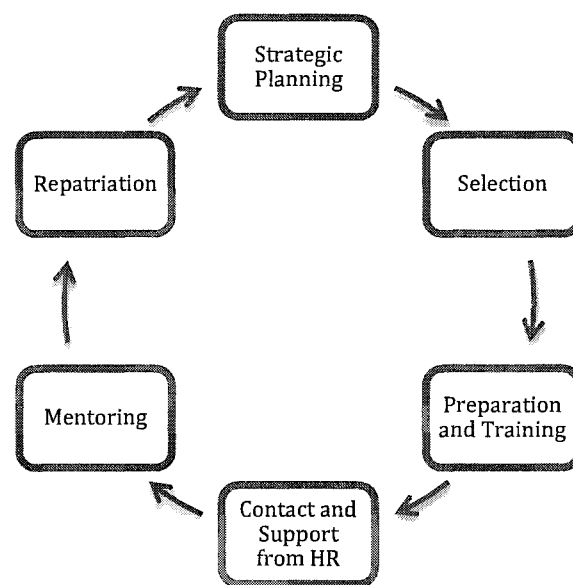 Strategic
Planning
Selection
Preparation
and Training
Contact and
Support
from HR
Mentoring
Repatriation